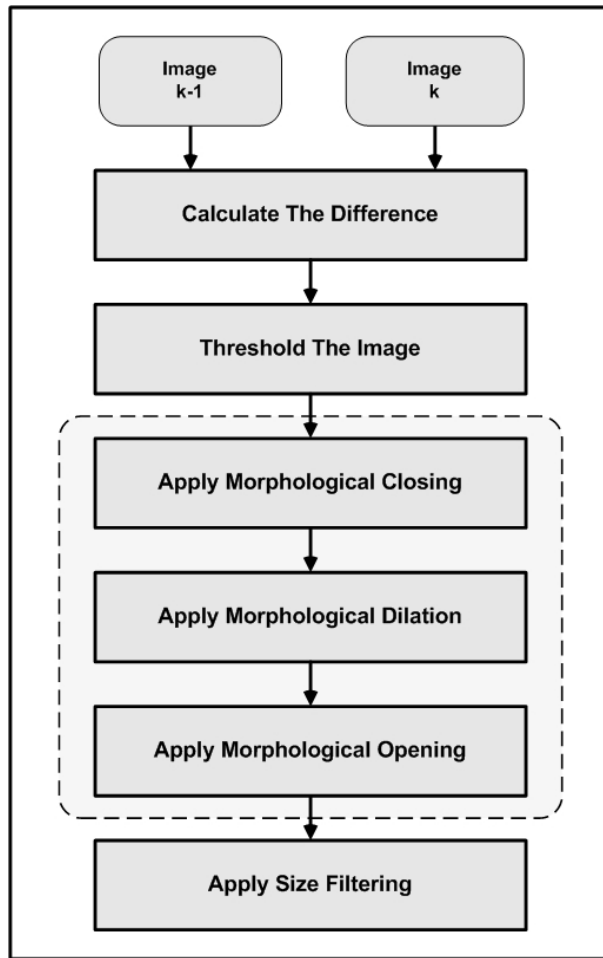 Image
k-1
Image
k
Calculate The Difference
Threshold The Image
Apply Morphological Closing
Apply Morphological Dilation
Apply Morphological Opening
Apply Size Filtering